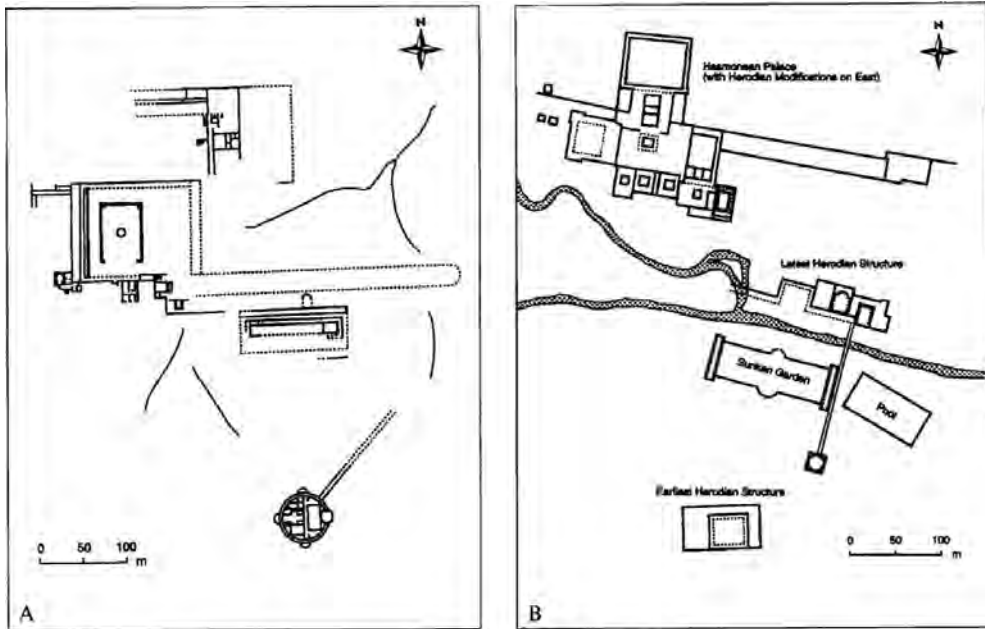 N
0 50 100
m
A
N
Hasmonean Palace
(with Herodian Modifications on East)
Latest Herodian Structure
Sunken Garden
Pool
Earliest Herodian Structure
0 50 100
m
B